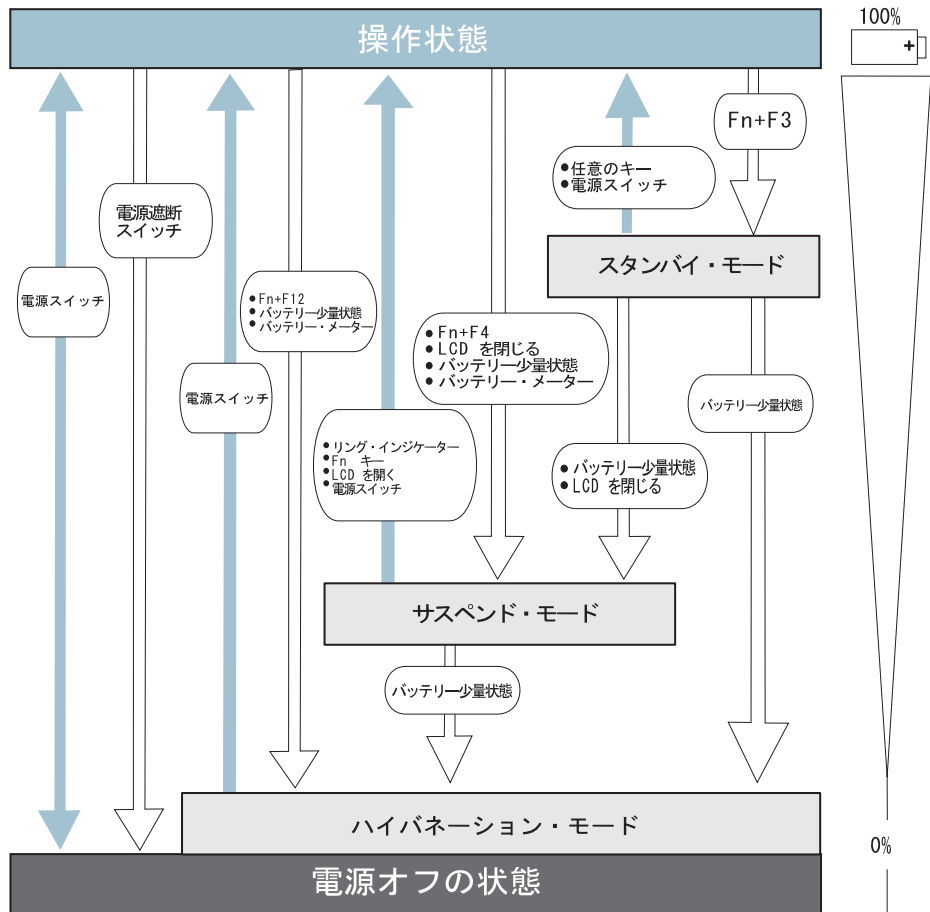 操作状態
100%
+
Fn+F3
●任意のキー
●電源スイッチ
電源遮断
スイッチ
スタンバイ・モード
電源スイッチ
●Fn+F12
●バッテリー少量状態
●バッテリー・メーター
●Fn+F4
●LCD を閉じる
●バッテリー少量状態
●バッテリー・メーター
電源スイッチ
バッテリー少量状態
●リング・インジケーター
●Fn キー
●LCD を開く
●電源スイッチ
●バッテリー少量状態
●LCD を閉じる
サスペンド・モード
バッテリー少量状態
ハイバネーション・モード
0%
電源オフの状態